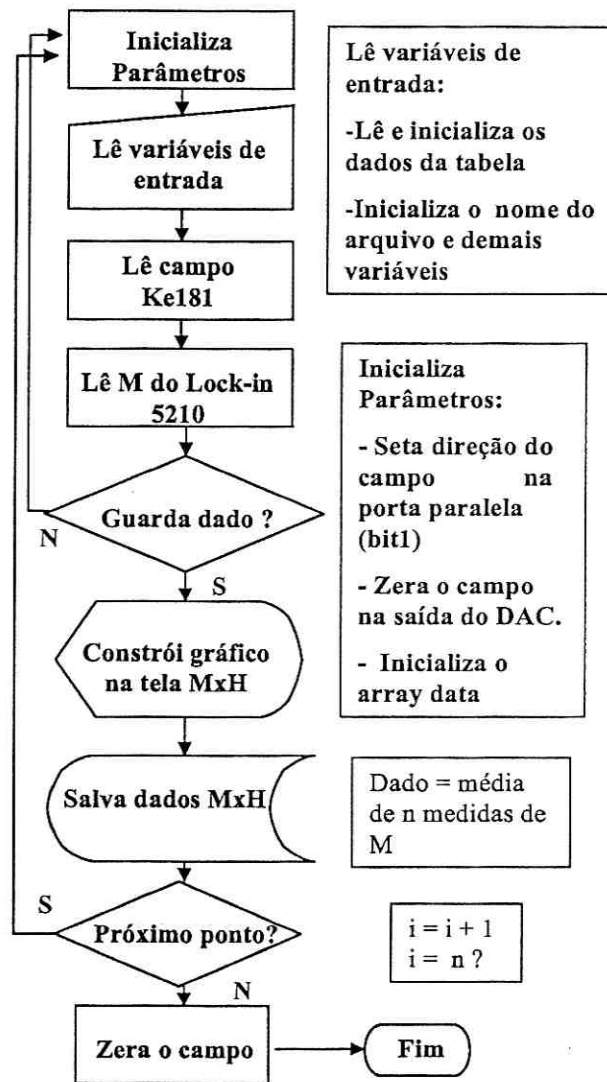 Inicializa
Parâmetros
Lê variáveis de
entrada
Lê campo
Ke181
Lê M do Lock-in
5210
Guarda dado ?
N
S
Constrói gráfico
na tela MxH
Salva dados MxH
S
Próximo ponto?
N
Zera o campo
Fim
Lê variáveis de
entrada:
-Lê e inicializa os
dados da tabela
-Inicializa o nome do
arquivo e demais
variáveis
Inicializa
Parâmetros:
- Seta direção do
campo na
porta paralela
(bit1)
- Zera o campo
na saída do DAC.
- Inicializa o
array data
Dado = média
de n medidas de
M
i = i + 1
i = n ?